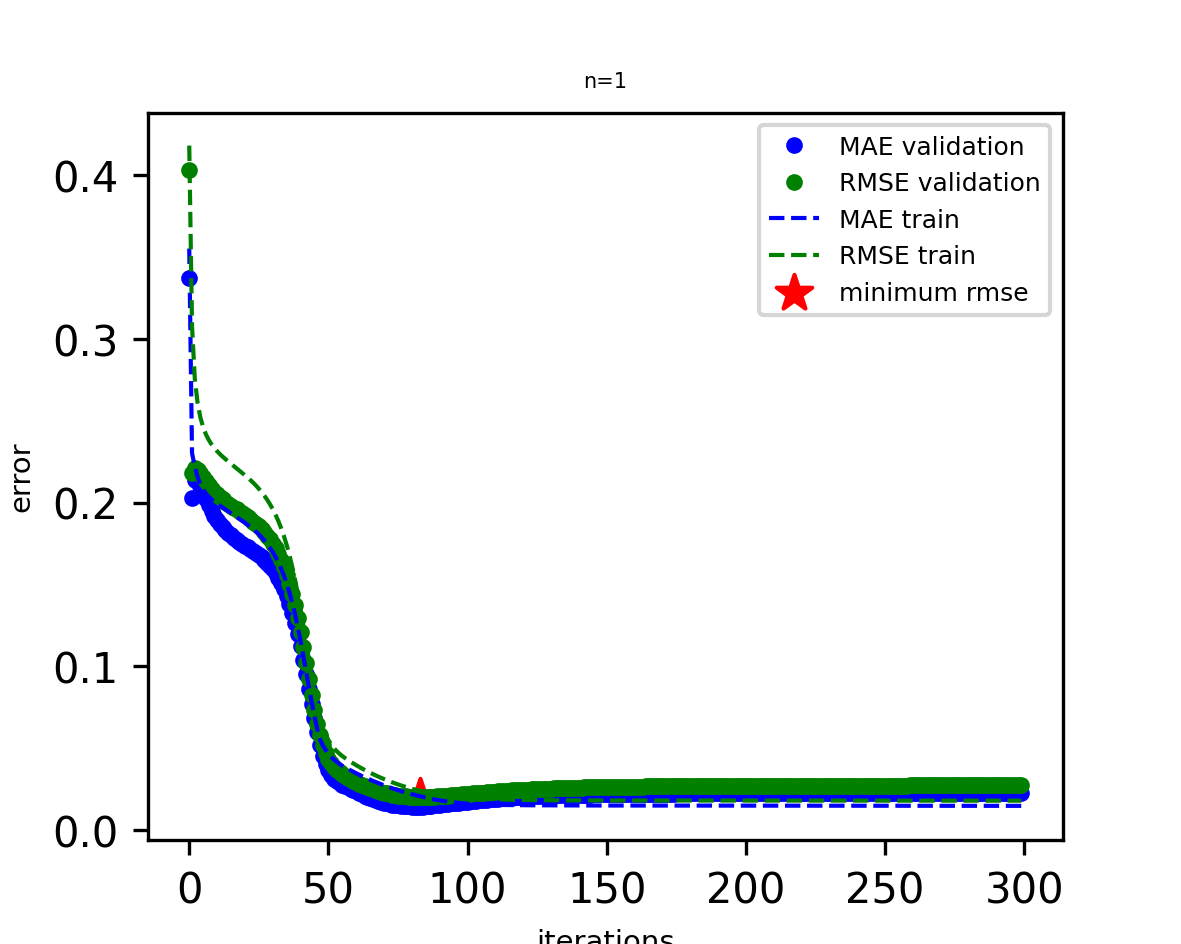 n=1
MAE validation
RMSE validation
MAE train
RMSE train
minimum rmse
error
0.4
0.3
0.2
0.1
0.0
0 50 100 150 200 250 300
iterations